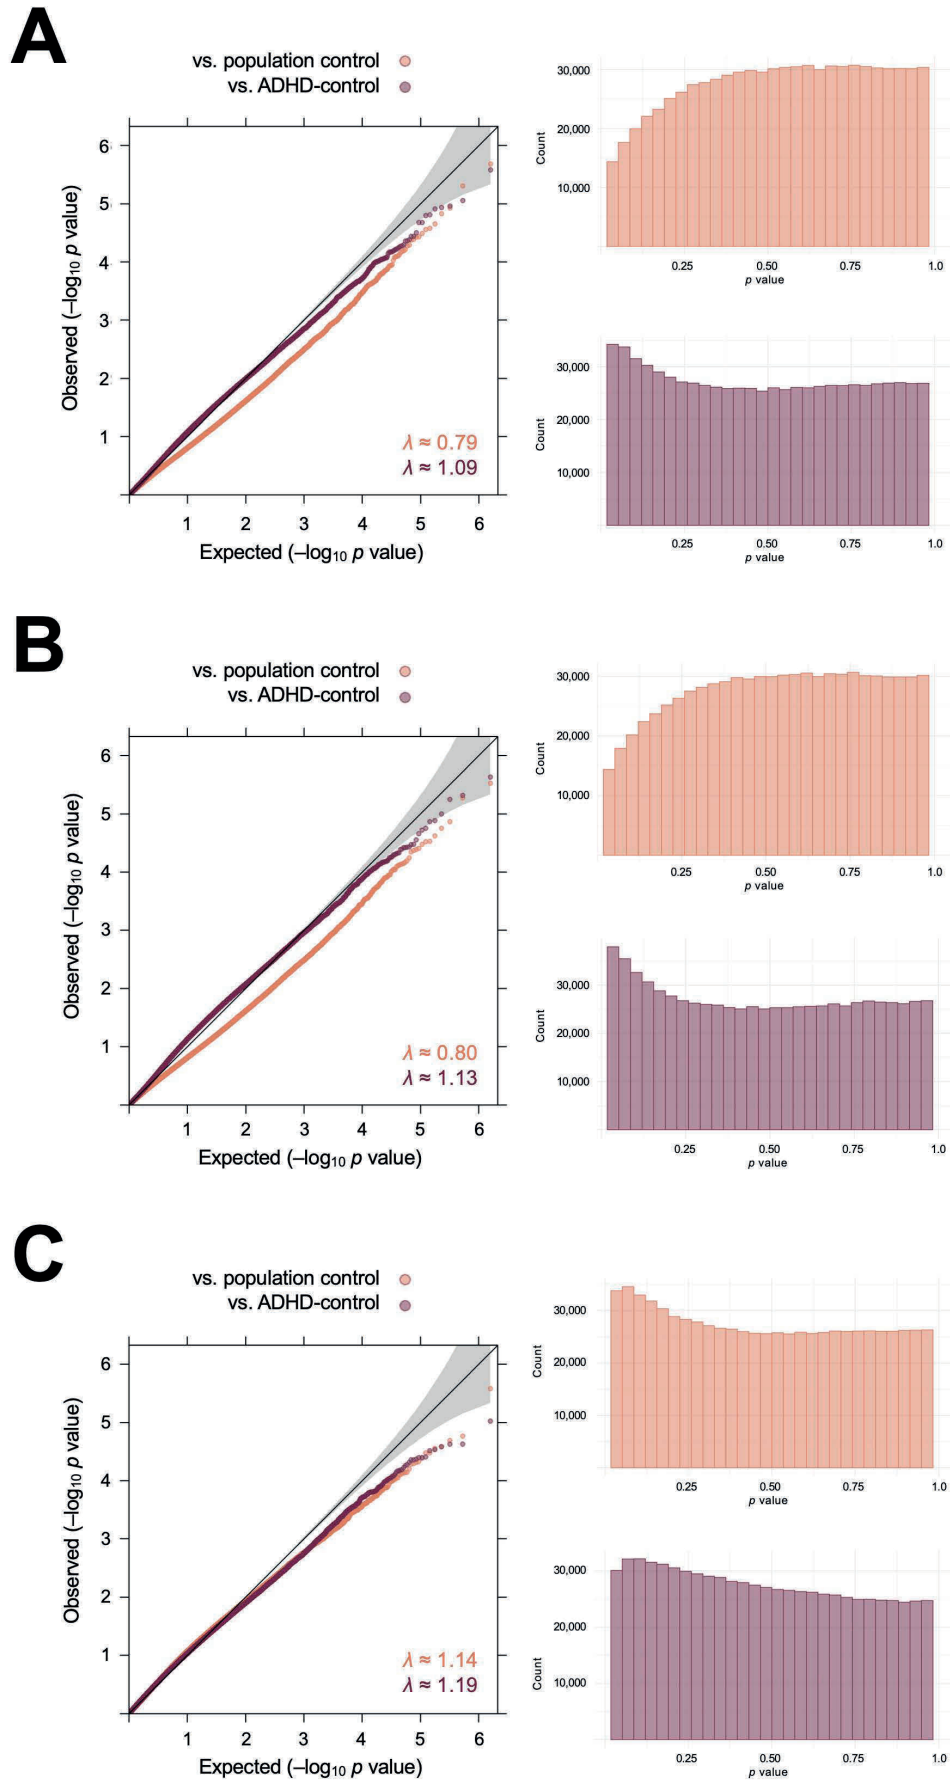 A
vs. population control
vs. ADHD-control
Observed (–log10 p value)
6
5
4
3
2
1
λ ≈ 0.79
λ ≈ 1.09
1 2 3 4 5 6
Expected (–log10 p value)
Count
30,000
20,000
10,000
0.25 0.50 0.75 1.0
p value
Count
30,000
20,000
10,000
0.25 0.50 0.75 1.0
p value
B
vs. population control
vs. ADHD-control
Observed (–log10 p value)
6
5
4
3
2
1
λ ≈ 0.80
λ ≈ 1.13
1 2 3 4 5 6
Expected (–log10 p value)
Count
30,000
20,000
10,000
0.25 0.50 0.75 1.0
p value
Count
30,000
20,000
10,000
0.25 0.50 0.75 1.0
p value
C
vs. population control
vs. ADHD-control
Observed (–log10 p value)
6
5
4
3
2
1
λ ≈ 1.14
λ ≈ 1.19
1 2 3 4 5 6
Expected (–log10 p value)
Count
30,000
20,000
10,000
0.25 0.50 0.75 1.0
p value
Count
30,000
20,000
10,000
0.25 0.50 0.75 1.0
p value